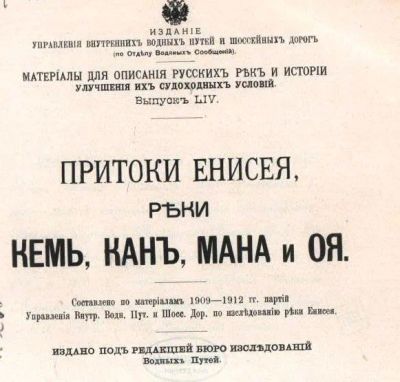 ИЗДАНІЕ
УПРАВЛЕНІЯ ВНУТРЕННИХЪ ВОДНЫХЪ ПУТЕЙ И ШОССЕЙНЫХЪ ДОРОГЪ
(по Отдѣлу Водныхъ Сообщеній).
МАТЕРІАЛЫ ДЛЯ ОПИСАНІЯ РУССКИХЪ РѢКЪ И ИСТОРІИ
УЛУЧШЕНІЯ ИХЪ СУДОХОДНЫХЪ УСЛОВІЙ.
Выпускъ LIV.
ПРИТОКИ ЕНИСЕЯ,
РѢКИ
КЕМЬ, КАНЪ, МАНА и ОЯ.
Составлено по матеріаламъ 1909—1912 гг. партій
Управленія Внутр. Водн. Пут. и Шосс. Дор. по изслѣдованію рѣки Енисея.
ИЗДАНО ПОДЪ РЕДАКЦІЕЙ БЮРО ИЗСЛѢДОВАНІЙ
Водныхъ Путей.